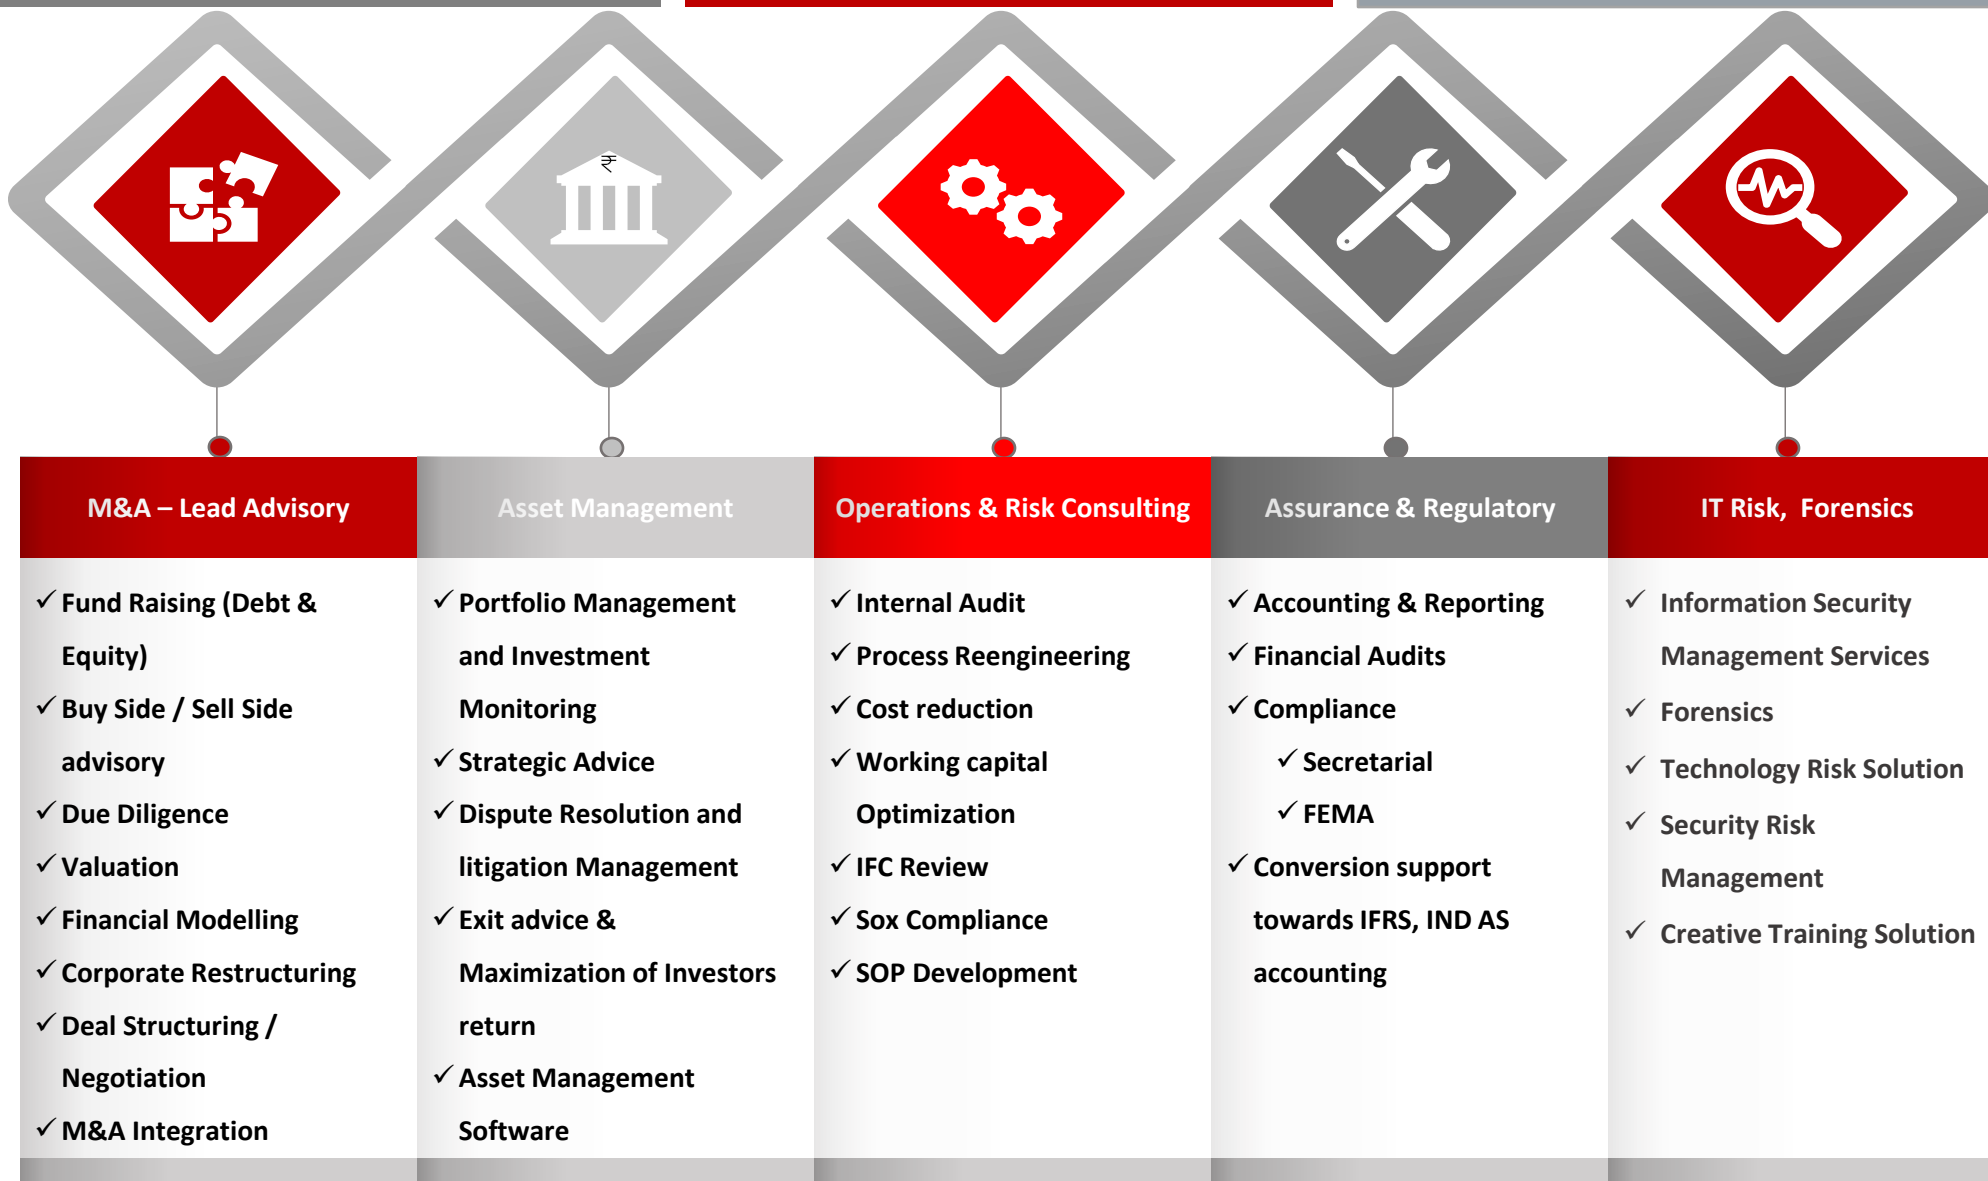 ₹
M&A – Lead Advisory
✓ Fund Raising (Debt &
Equity)
✓ Buy Side / Sell Side
advisory
✓ Due Diligence
✓ Valuation
✓ Financial Modelling
✓ Corporate Restructuring
✓ Deal Structuring /
Negotiation
✓ M&A Integration
Asset Management
✓ Portfolio Management
and Investment
Monitoring
✓ Strategic Advice
✓ Dispute Resolution and
litigation Management
✓ Exit advice &
Maximization of Investors
return
✓ Asset Management
Software
Operations & Risk Consulting
✓ Internal Audit
✓ Process Reengineering
✓ Cost reduction
✓ Working capital
Optimization
✓ IFC Review
✓ Sox Compliance
✓ SOP Development
Assurance & Regulatory
✓ Accounting & Reporting
✓ Financial Audits
✓ Compliance
✓ Secretarial
✓ FEMA
✓ Conversion support
towards IFRS, IND AS
accounting
IT Risk, Forensics
✓ Information Security
Management Services
✓ Forensics
✓ Technology Risk Solution
✓ Security Risk
Management
✓ Creative Training Solution